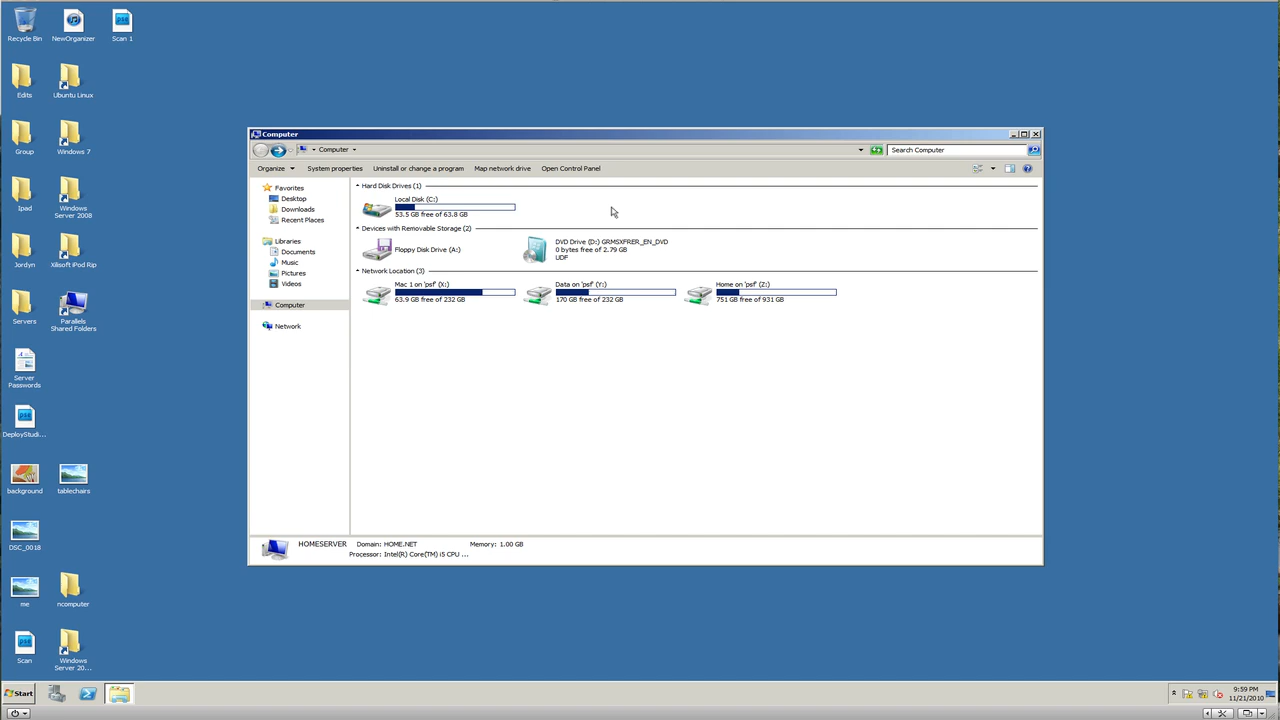 Recycle Bin
NewOrganizer
Scan 1
Edits
Ubuntu Linux
Group
Windows 7
Ipad
Windows
Server 2008
Jordyn
Xilisoft iPod Rip
Servers
Parallels
Shared Folders
Server
Passwords
DeployStudi...
background
tablechairs
DSC_0018
me
ncomputer
Scan
Windows
Server 20...
Computer
Computer
Search Computer
Organize
System properties
Uninstall or change a program
Map network drive
Open Control Panel
Favorites
Desktop
Downloads
Recent Places
Libraries
Documents
Music
Pictures
Videos
Computer
Network
Hard Disk Drives (1)
Local Disk (C:)
53.5 GB free of 63.8 GB
Devices with Removable Storage (2)
Floppy Disk Drive (A:)
DVD Drive (D:) GRMSXFRER_EN_DVD
0 bytes free of 2.79 GB
UDF
Network Location (3)
Mac 1 on 'psf' (X:)
63.9 GB free of 232 GB
Data on 'psf' (Y:)
170 GB free of 232 GB
Home on 'psf' (Z:)
751 GB free of 931 GB
HOMESERVER
Domain: HOME.NET
Memory: 1.00 GB
Processor: Intel(R) Core(TM) i5 CPU ...
Start
9:59 PM
11/21/2010